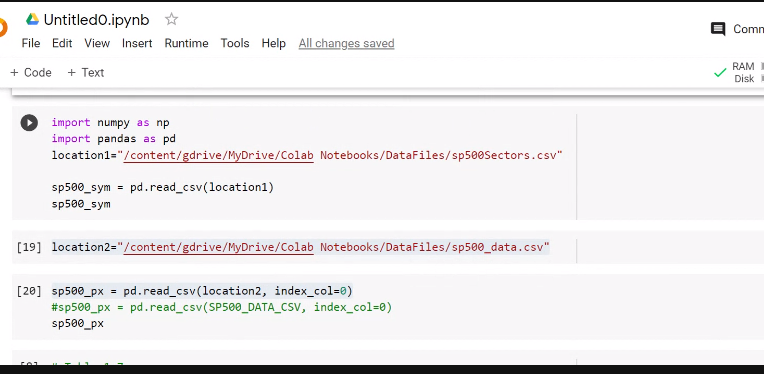 Untitled0.ipynb
File Edit View Insert Runtime Tools Help All changes saved
Comm
+ Code + Text
RAM
Disk
import numpy as np
import pandas as pd
location1="/content/gdrive/MyDrive/Colab Notebooks/DataFiles/sp500Sectors.csv"
sp500_sym = pd.read_csv(location1)
sp500_sym
[19] location2="/content/gdrive/MyDrive/Colab Notebooks/DataFiles/sp500_data.csv"
[20] sp500_px = pd.read_csv(location2, index_col=0)
#sp500_px = pd.read_csv(SP500_DATA_CSV, index_col=0)
sp500_px